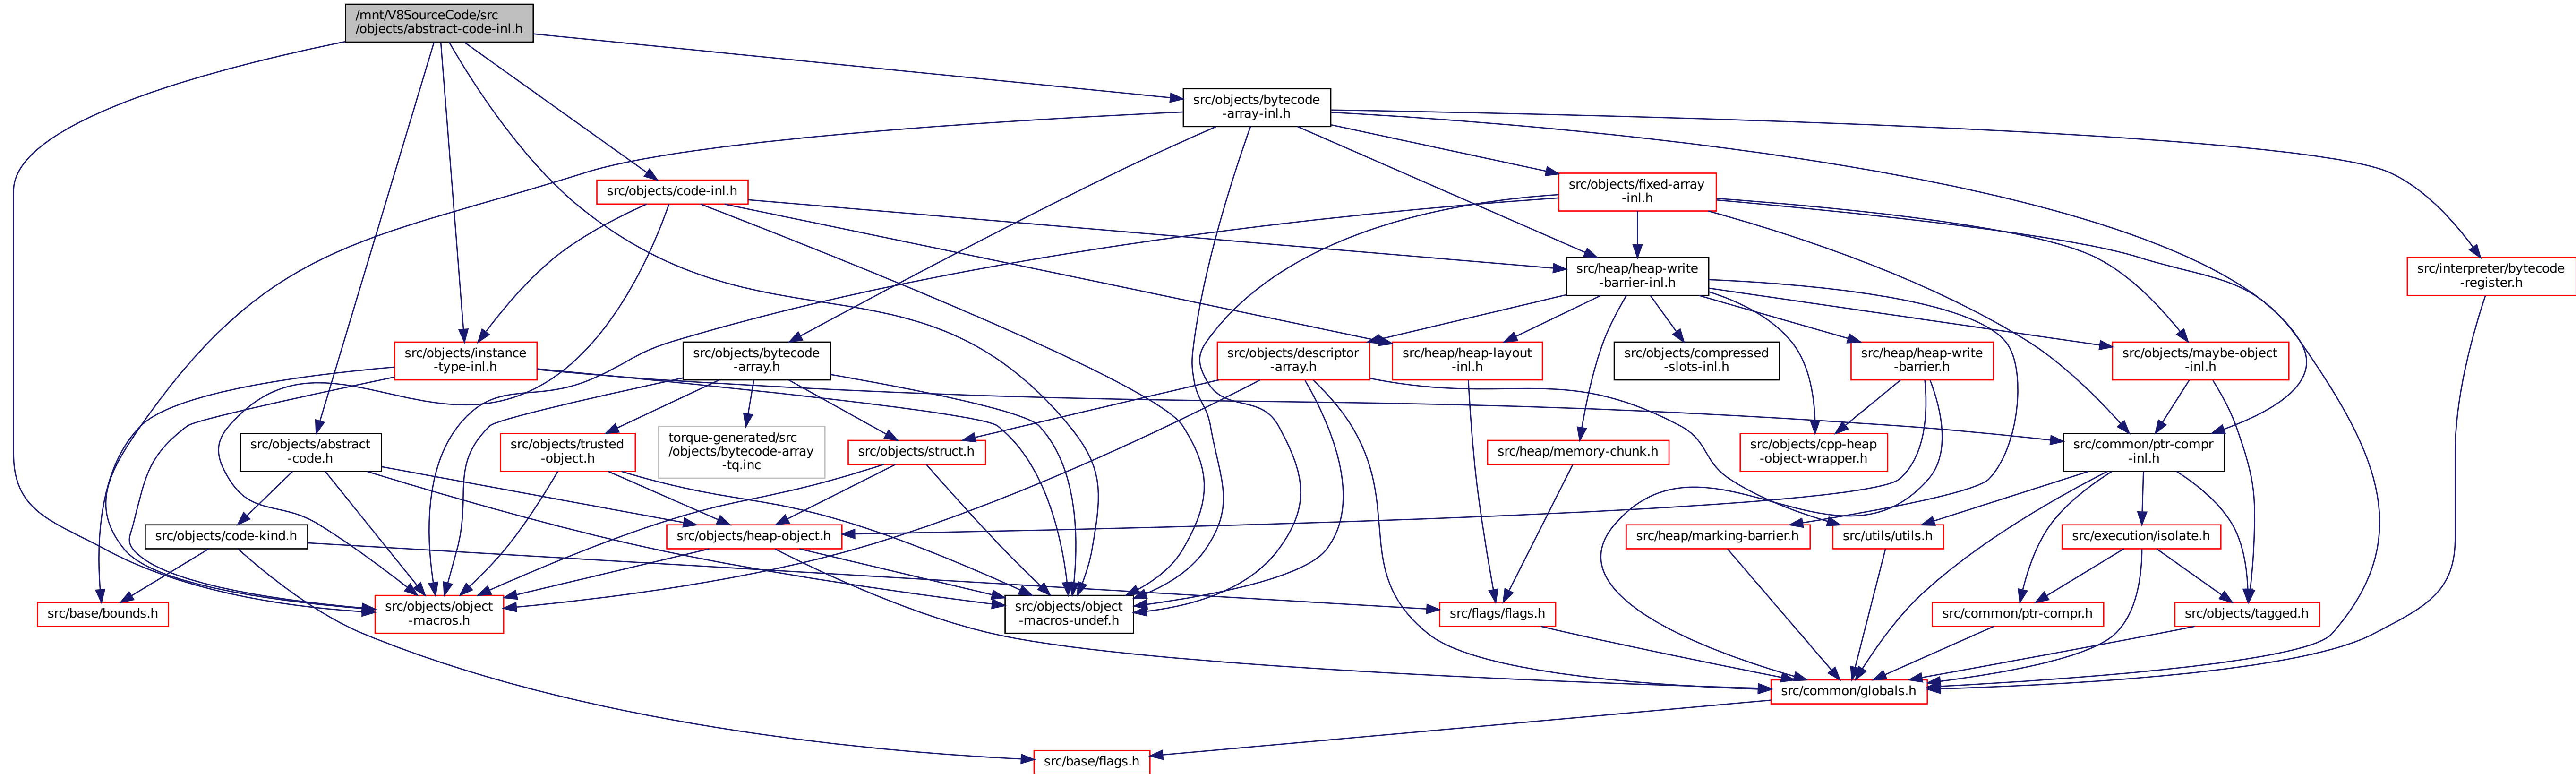 /mnt/V8SourceCode/src
/objects/abstract-code-inl.h
src/objects/bytecode
-array-inl.h
src/objects/code-inl.h
src/objects/fixed-array
-inl.h
src/heap/heap-write
-barrier-inl.h
src/interpreter/bytecode
-register.h
src/objects/instance
-type-inl.h
src/objects/bytecode
-array.h
src/objects/descriptor
-array.h
src/heap/heap-layout
-inl.h
src/objects/compressed
-slots-inl.h
src/heap/heap-write
-barrier.h
src/objects/maybe-object
-inl.h
src/objects/abstract
-code.h
src/objects/trusted
-object.h
torque-generated/src
/objects/bytecode-array
-tq.inc
src/objects/struct.h
src/heap/memory-chunk.h
src/objects/cpp-heap
-object-wrapper.h
src/common/ptr-compr
-inl.h
src/objects/code-kind.h
src/objects/heap-object.h
src/heap/marking-barrier.h
src/utils/utils.h
src/execution/isolate.h
src/base/bounds.h
src/objects/object
-macros.h
src/objects/object
-macros-undef.h
src/flags/flags.h
src/common/ptr-compr.h
src/objects/tagged.h
src/common/globals.h
src/base/flags.h